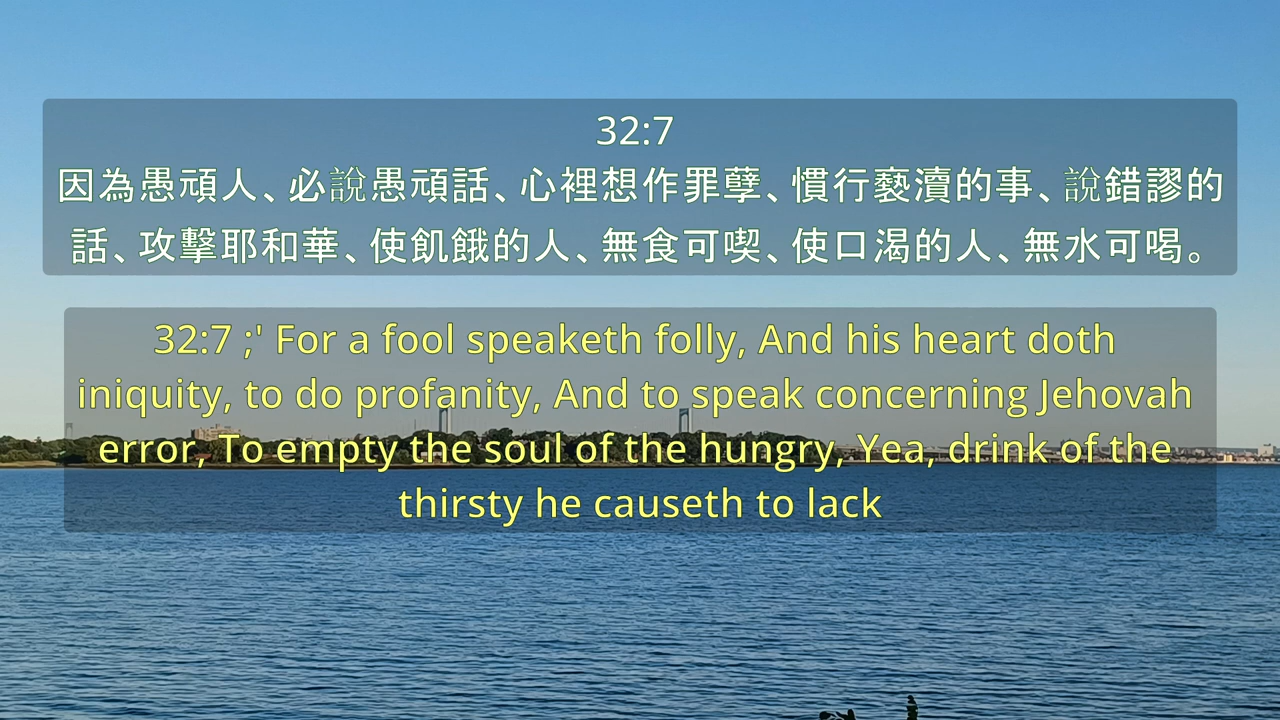 32:7
因為愚頑人、必說愚頑話、心裡想作罪孽、慣行褻瀆的事、說錯謬的
話、攻擊耶和華、使飢餓的人、無食可喫、使口渴的人、無水可喝。
32:7 ;' For a fool speaketh folly, And his heart doth
iniquity, to do profanity, And to speak concerning Jehovah
error, To empty the soul of the hungry, Yea, drink of the
thirsty he causeth to lack